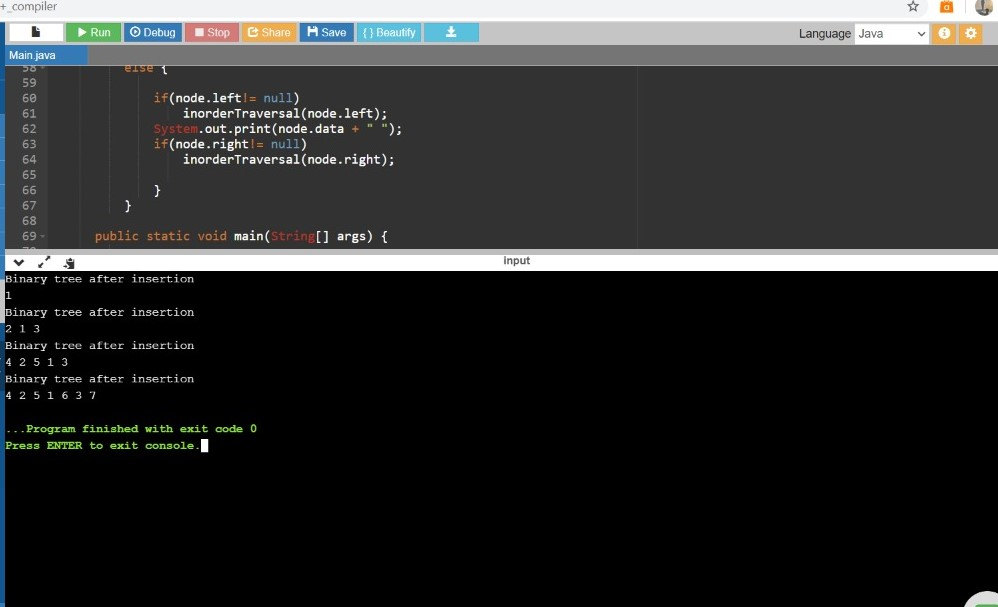 +_compiler
Run Debug Stop Share Save { } Beautify Language Java
Main.java
58 else {
59
60 if(node.left!= null)
61 inorderTraversal(node.left);
62 System.out.print(node.data + " ");
63 if(node.right!= null)
64 inorderTraversal(node.right);
65
66 }
67 }
68
69 public static void main(String[] args) {
input
Binary tree after insertion
1
Binary tree after insertion
2 1 3
Binary tree after insertion
4 2 5 1 3
Binary tree after insertion
4 2 5 1 6 3 7
...Program finished with exit code 0
Press ENTER to exit console.